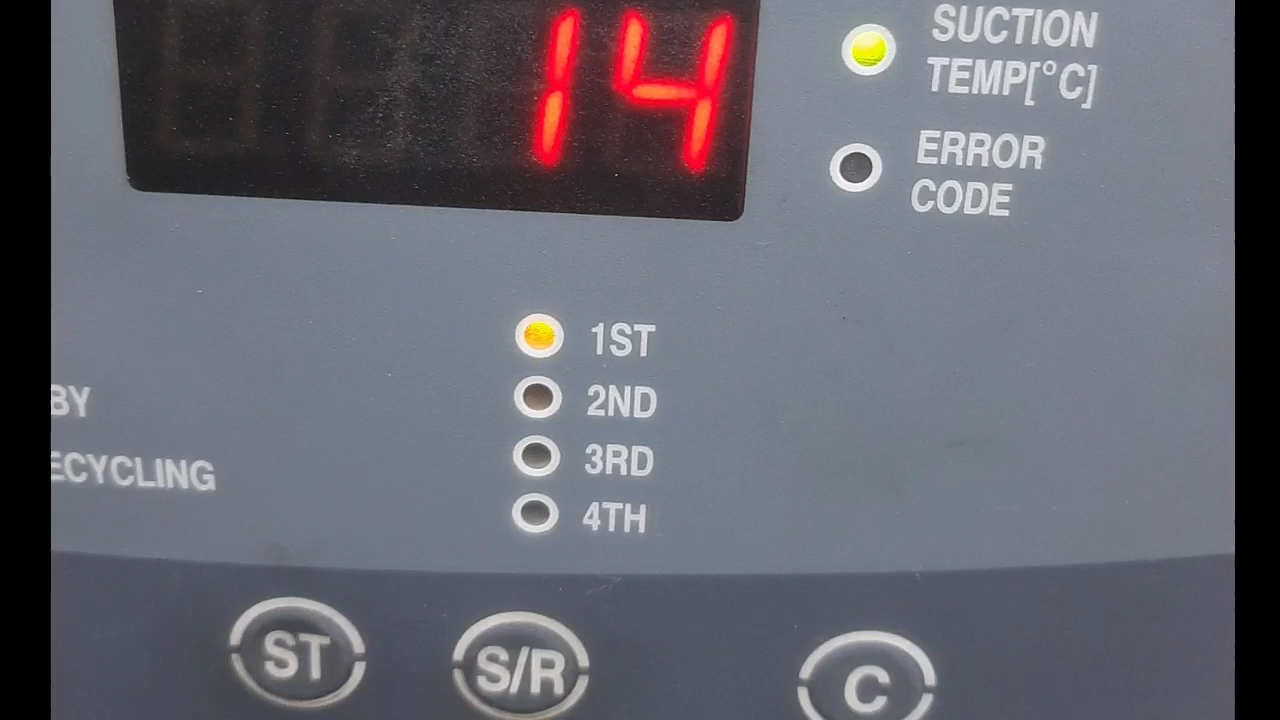 14
SUCTION
TEMP[°C]
ERROR
CODE
1ST
2ND
3RD
4TH
BY
ECYCLING
ST
S/R
C